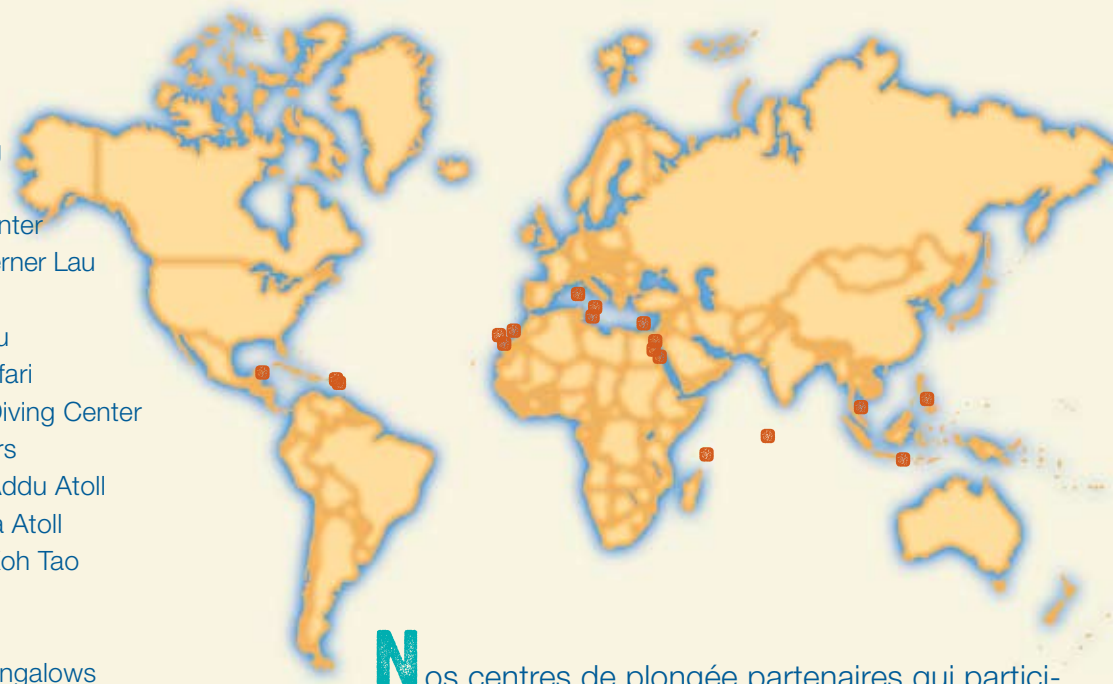 nter
erner Lau
u
fari
Diving Center
rs
Addu Atoll
a Atoll
oh Tao
ngalows
Nos centres de plongée partenaires qui partici-